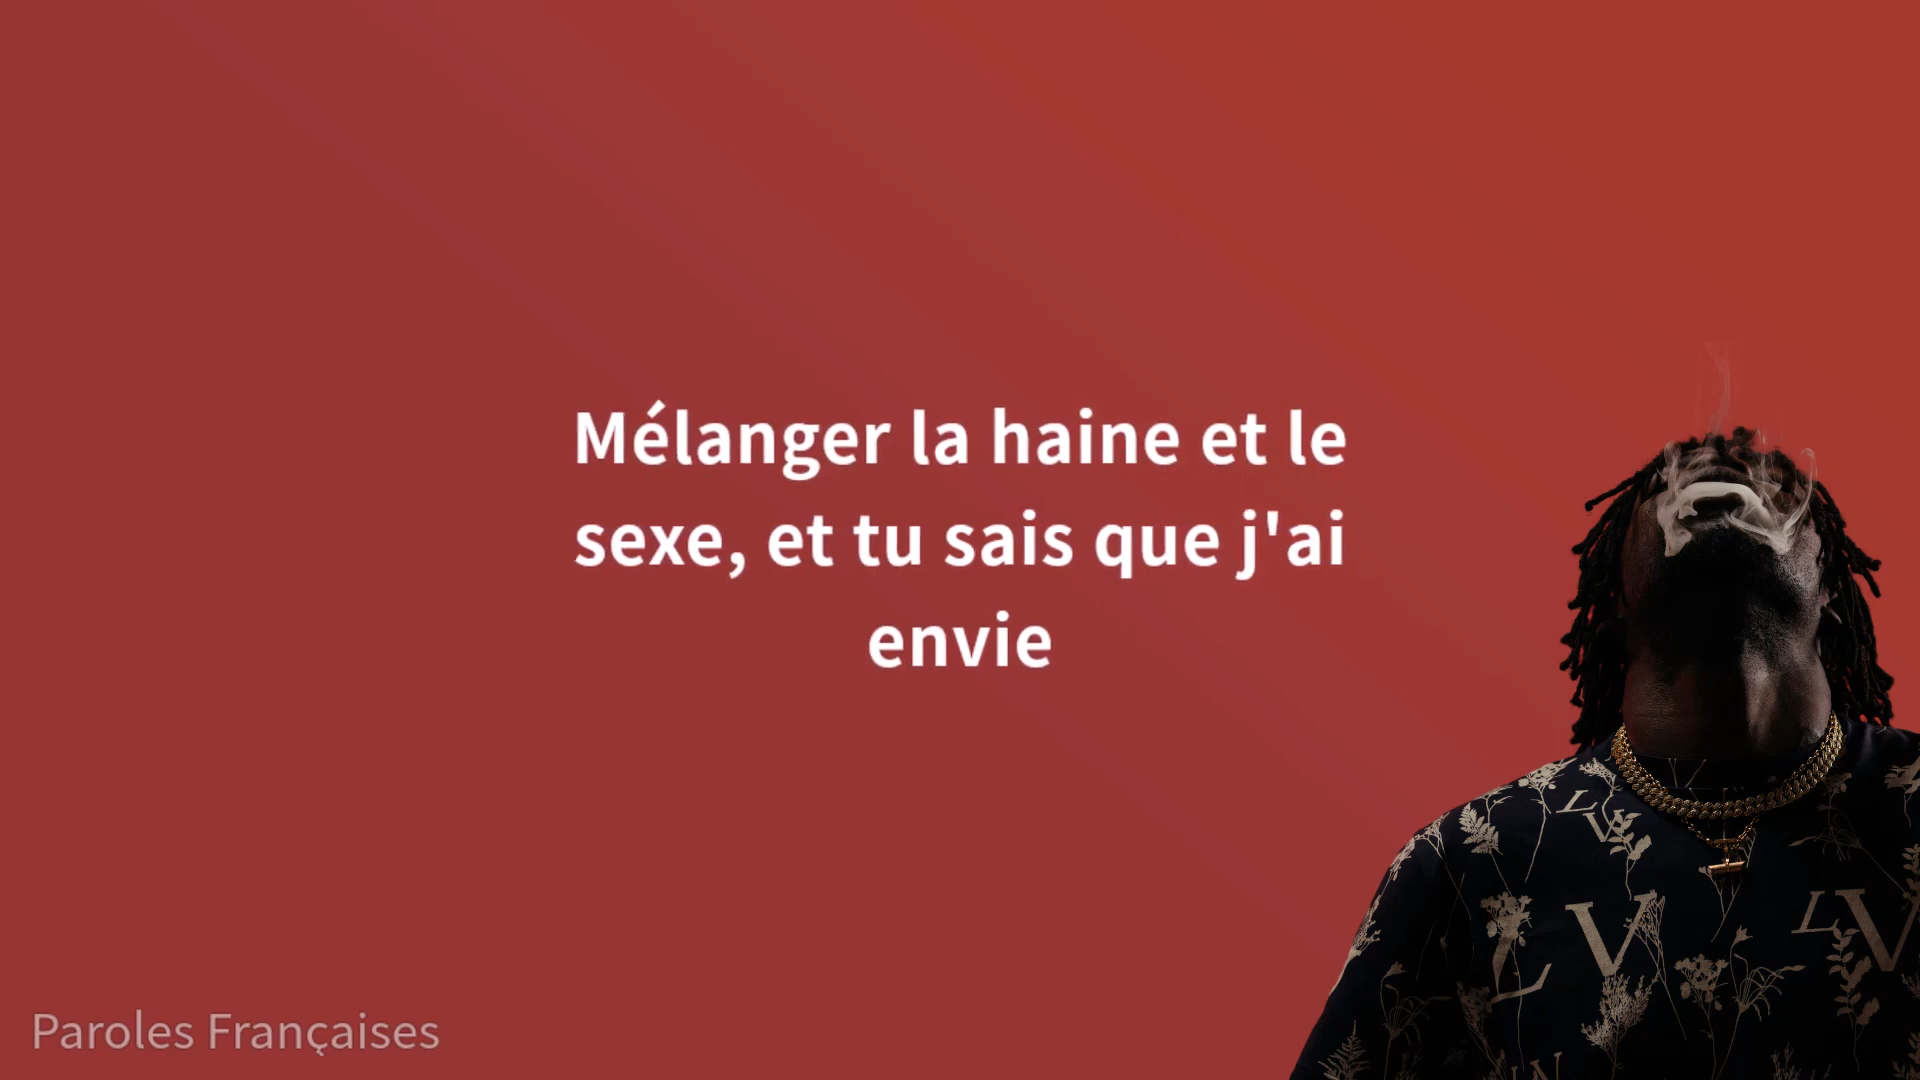 Mélanger la haine et le
sexe, et tu sais que j'ai
envie
Paroles Françaises
L
V
L V
L V